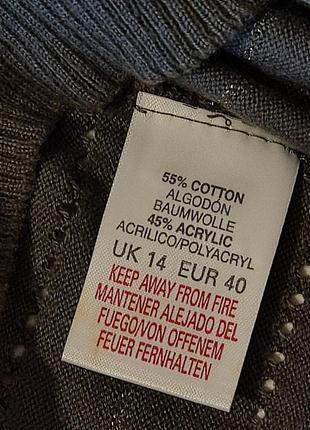 55% COTTON
ALGODÓN
BAUMWOLLE
45% ACRYLIC
ACRILICO/POLYACRYL
UK 14 EUR 40
KEEP AWAY FROM FIRE
MANTENER ALEJADO DEL
FUEGO/VON OFFENEM
FEUER FERNHALTEN